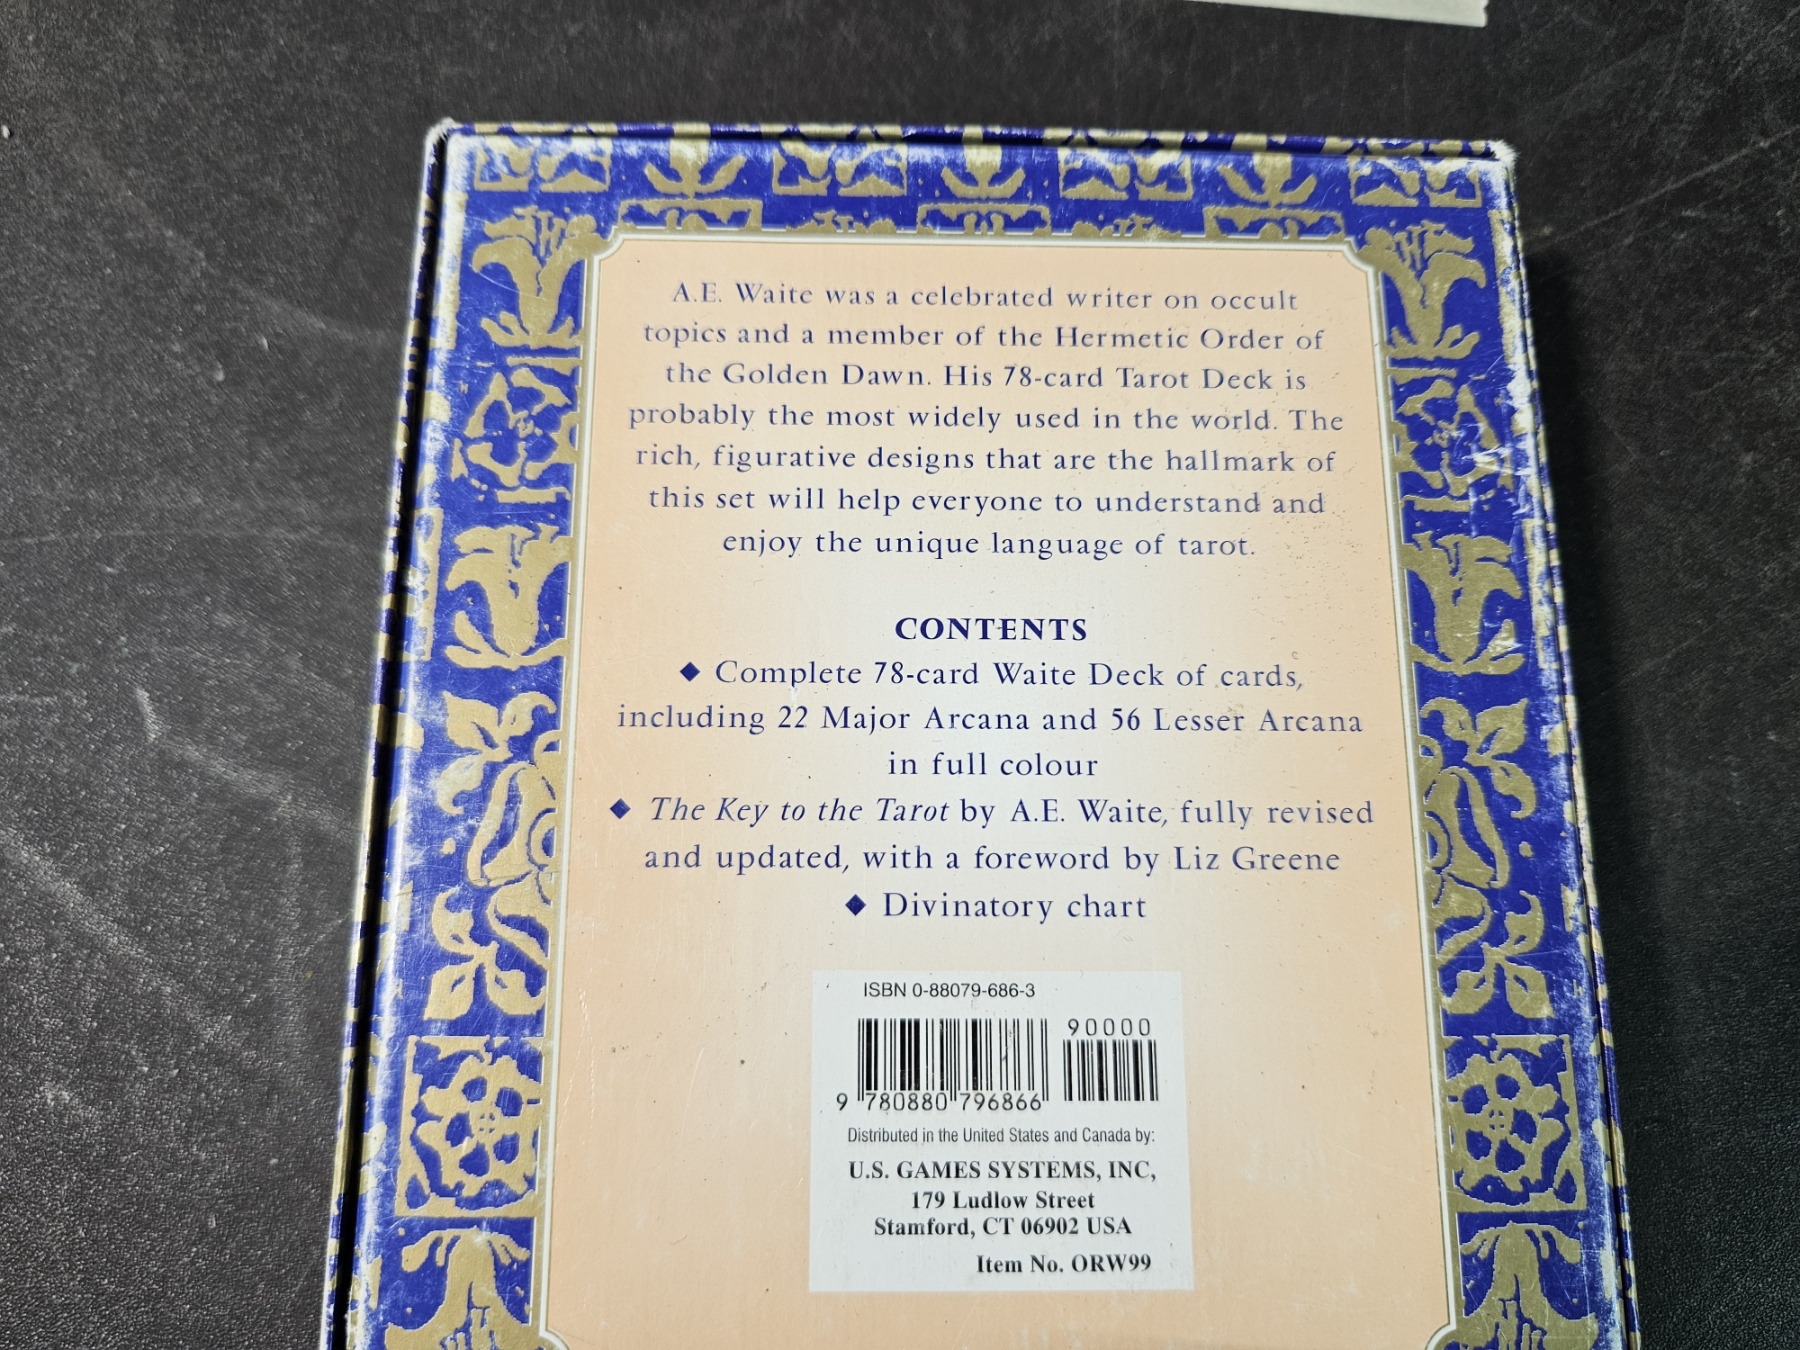 A.E. Waite was a celebrated writer on occult
topics and a member of the Hermetic Order of
the Golden Dawn. His 78-card Tarot Deck is
probably the most widely used in the world. The
rich, figurative designs that are the hallmark of
this set will help everyone to understand and
enjoy the unique language of tarot.
CONTENTS
◆ Complete 78-card Waite Deck of cards,
including 22 Major Arcana and 56 Lesser Arcana
in full colour
◆ The Key to the Tarot by A.E. Waite, fully revised
and updated, with a foreword by Liz Greene
◆ Divinatory chart
ISBN 0-88079-686-3
90000
9 780880 796866
Distributed in the United States and Canada by:
U.S. GAMES SYSTEMS, INC,
179 Ludlow Street
Stamford, CT 06902 USA
Item No. ORW99